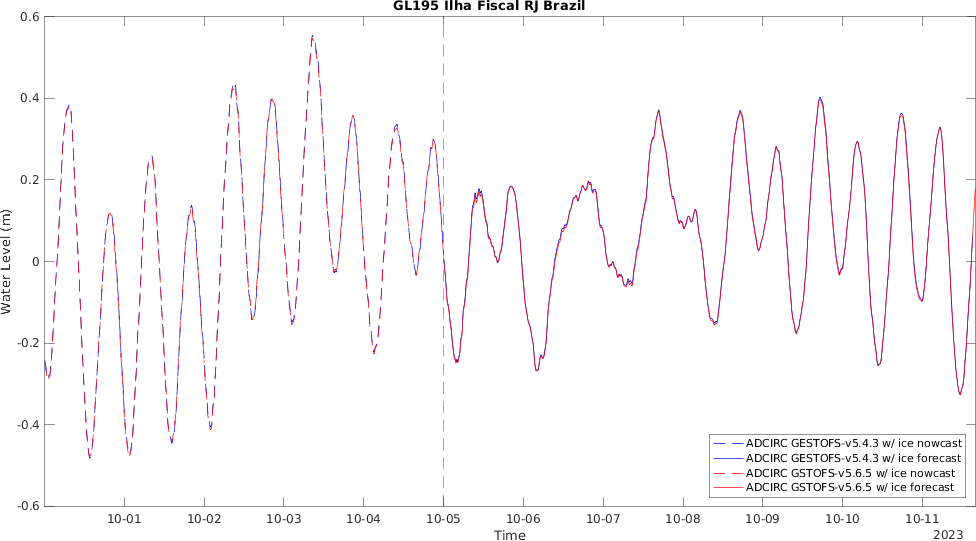 GL195 Ilha Fiscal RJ Brazil
0.6
0.4
0.2
0
-0.2
-0.4
-0.6
Water Level (m)
ADCIRC GESTOFS-v5.4.3 w/ ice nowcast
ADCIRC GESTOFS-v5.4.3 w/ ice forecast
ADCIRC GSTOFS-v5.6.5 w/ ice nowcast
ADCIRC GSTOFS-v5.6.5 w/ ice forecast
10-01 10-02 10-03 10-04 10-05 10-06 10-07 10-08 10-09 10-10 10-11
Time
2023